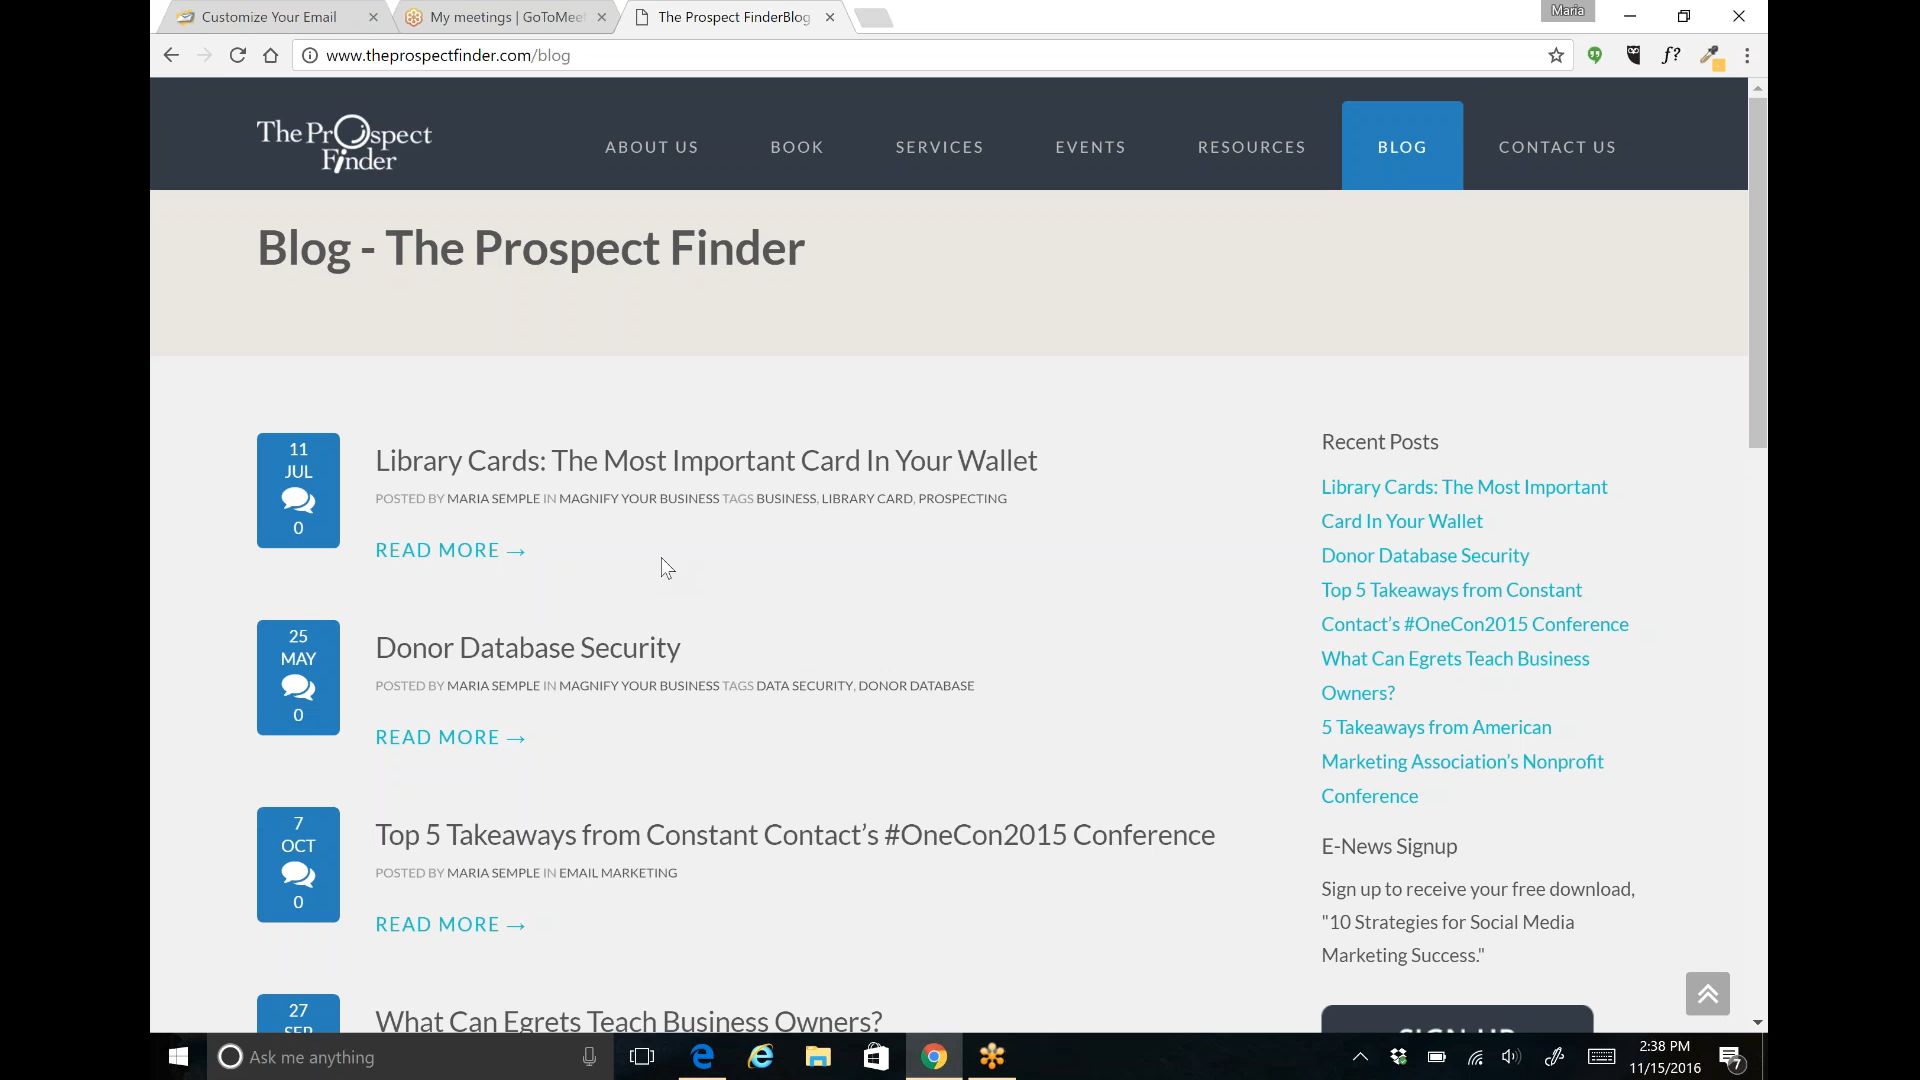 Customize Your Email
My meetings | GoToMee
The Prospect FinderBlog
Maria
www.theprospectfinder.com/blog
f?
The Prospect
Finder
ABOUT US
BOOK
SERVICES
EVENTS
RESOURCES
BLOG
CONTACT US
Blog - The Prospect Finder
11
JUL
0
Library Cards: The Most Important Card In Your Wallet
POSTED BY MARIA SEMPLE IN MAGNIFY YOUR BUSINESS TAGS BUSINESS, LIBRARY CARD, PROSPECTING
READ MORE →
25
MAY
0
Donor Database Security
POSTED BY MARIA SEMPLE IN MAGNIFY YOUR BUSINESS TAGS DATA SECURITY, DONOR DATABASE
READ MORE →
7
OCT
0
Top 5 Takeaways from Constant Contact’s #OneCon2015 Conference
POSTED BY MARIA SEMPLE IN EMAIL MARKETING
READ MORE →
27
SEP
What Can Egrets Teach Business Owners?
Recent Posts
Library Cards: The Most Important
Card In Your Wallet
Donor Database Security
Top 5 Takeaways from Constant
Contact’s #OneCon2015 Conference
What Can Egrets Teach Business
Owners?
5 Takeaways from American
Marketing Association’s Nonprofit
Conference
E-News Signup
Sign up to receive your free download,
"10 Strategies for Social Media
Marketing Success."
SIGN UP
Ask me anything
2:38 PM
11/15/2016
7